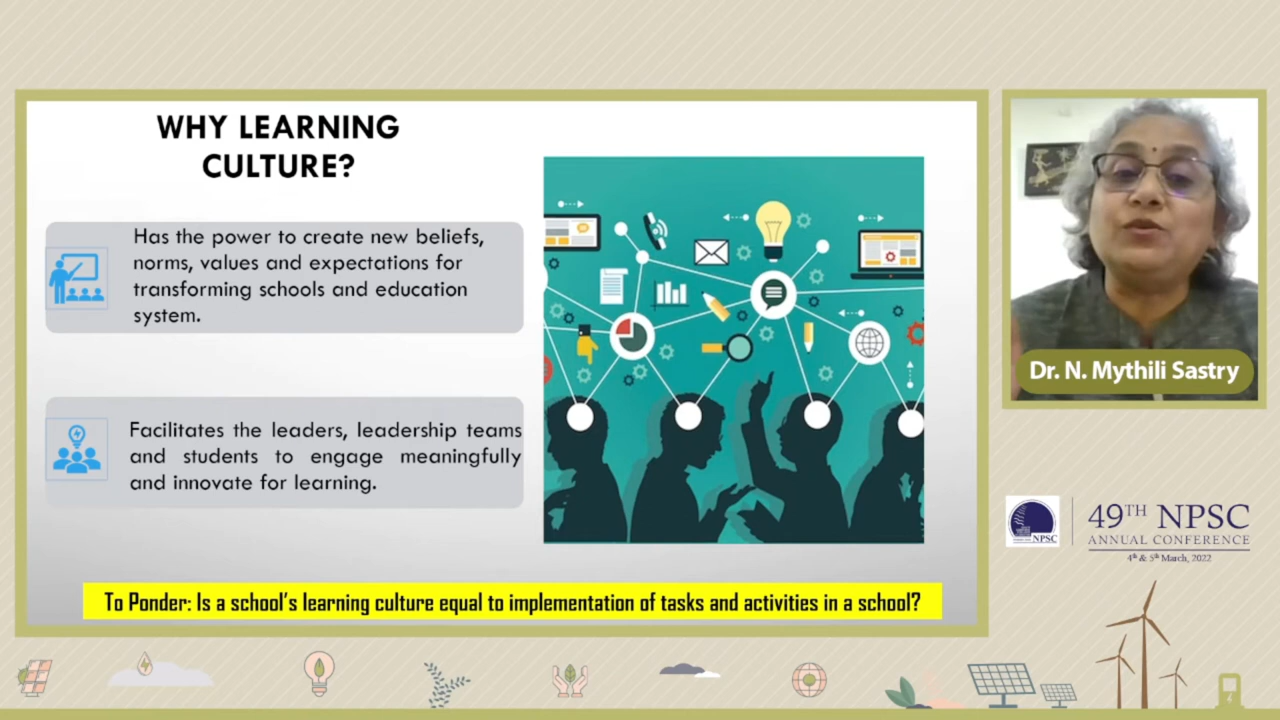 WHY LEARNING
CULTURE?
Has the power to create new beliefs,
norms, values and expectations for
transforming schools and education
system.
Facilitates the leaders, leadership teams
and students to engage meaningfully
and innovate for learning.
To Ponder: Is a school's learning culture equal to implementation of tasks and activities in a school?
Dr. N. Mythili Sastry
NPSC
49TH NPSC
ANNUAL CONFERENCE
4th & 5th March, 2022